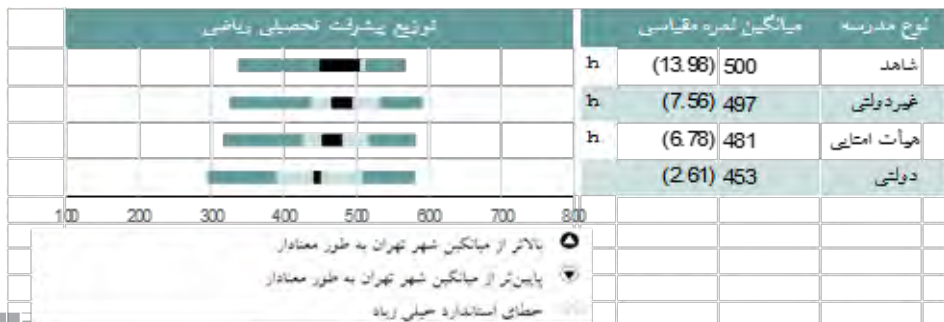 نوع مدرسه میانگین نمره مقیاسی توزیع پیشرفت تحصیلی ریاضی
شاهد 500 (13.98) h
غیردولتی 497 (7.56) h
هیأت امنایی 481 (6.78) h
دولتی 453 (2.61)
100 200 300 400 500 600 700 800
بالاتر از میانگین شهر تهران به طور معنادار
پایین‌تر از میانگین شهر تهران به طور معنادار
خطای استاندارد خیلی زیاد